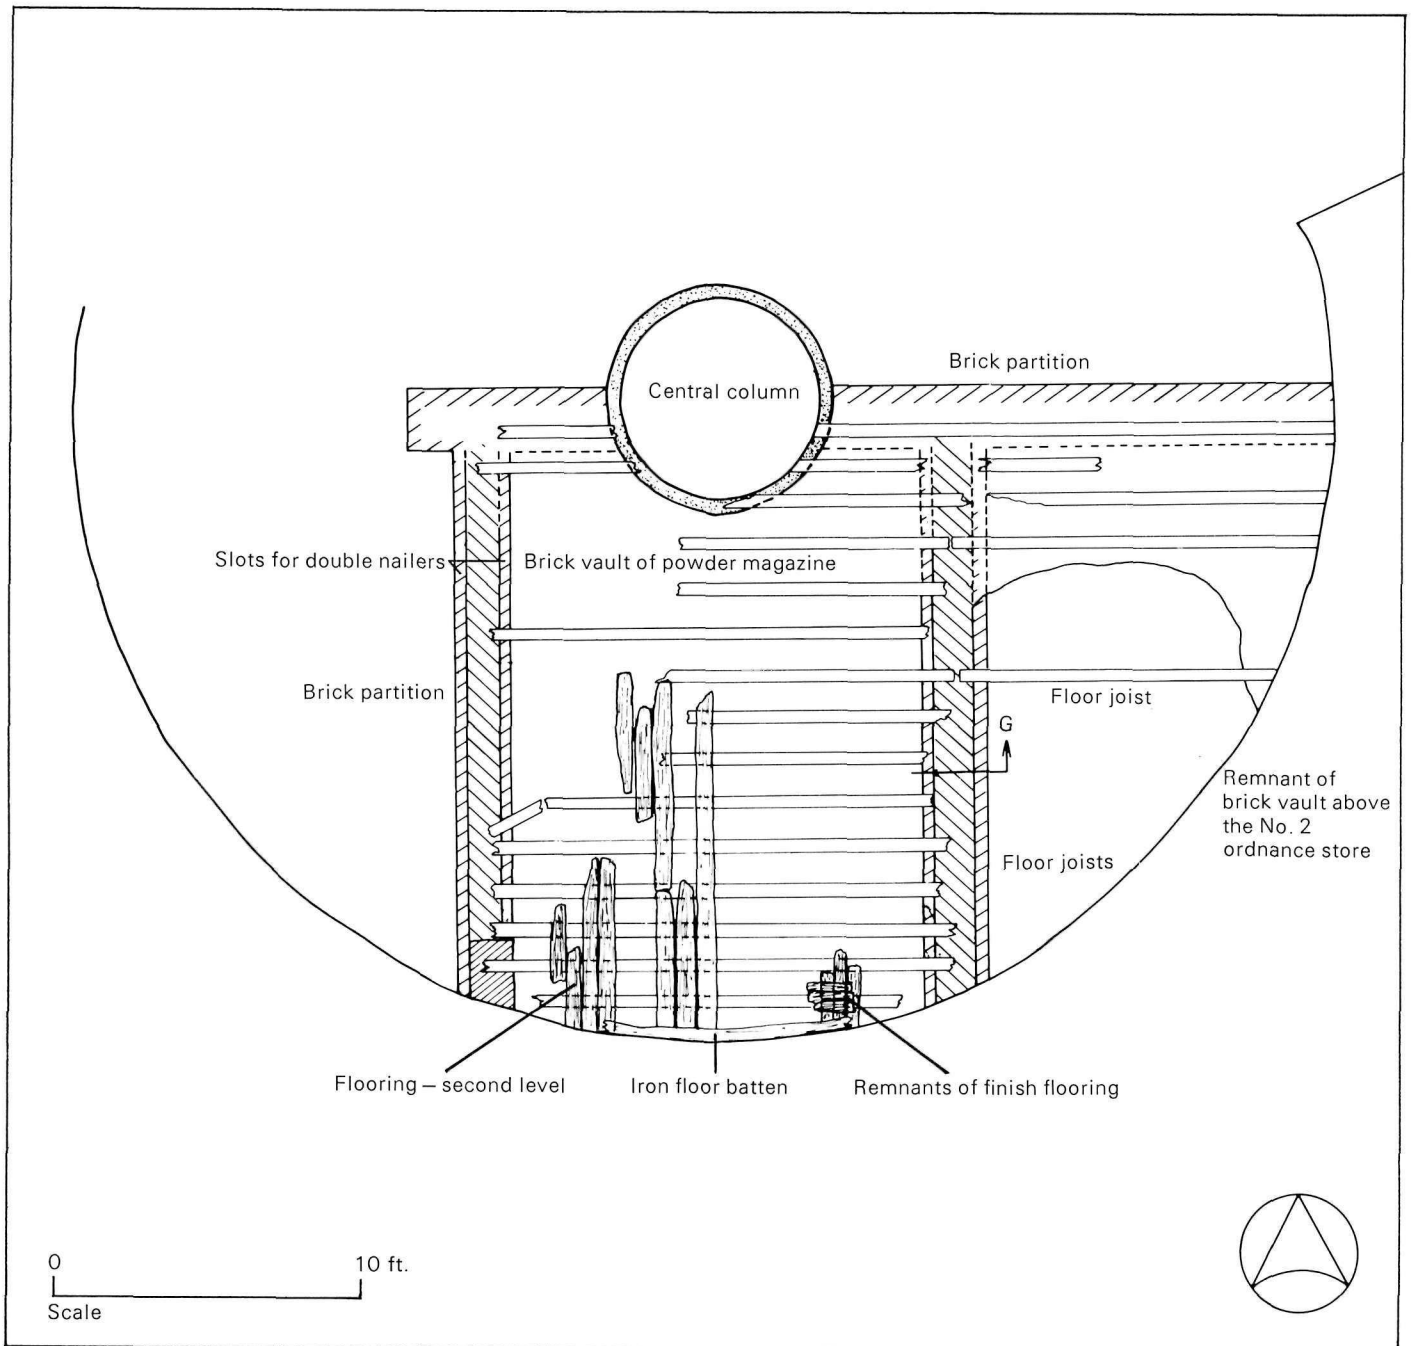 Brick partition
Central column
Slots for double nailers
Brick vault of powder magazine
Brick partition
Floor joist
G
Remnant of
brick vault above
the No. 2
ordnance store
Floor joists
Flooring – second level
Iron floor batten
Remnants of finish flooring
0 10 ft.
Scale